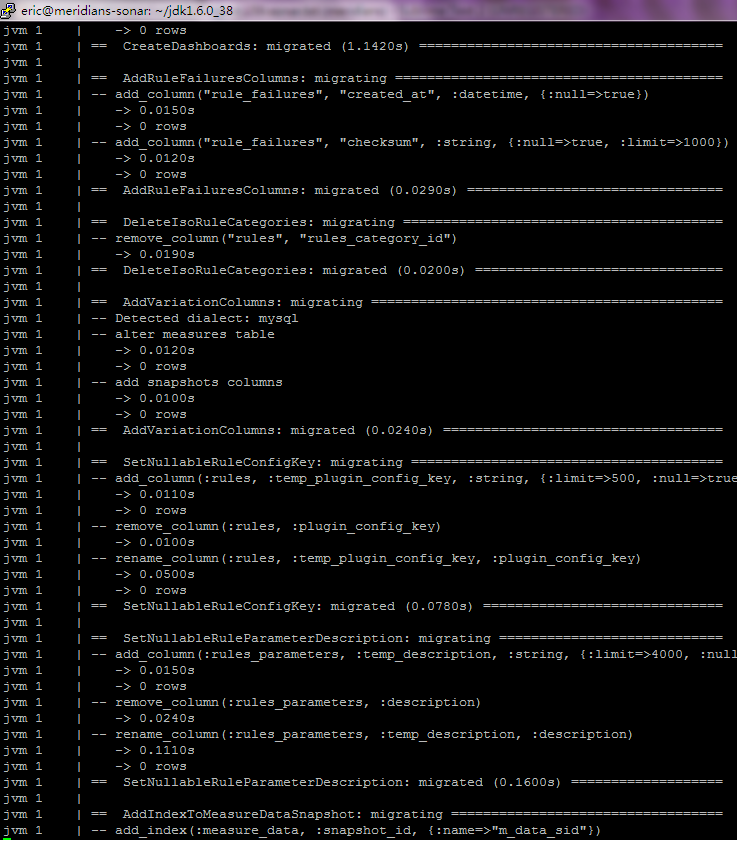 eric@meridians-sonar: ~/jdk1.6.0_38
jvm 1    |    -> 0 rows
jvm 1    | ==  CreateDashboards: migrated (1.1420s) ======================================
jvm 1    |
jvm 1    | ==  AddRuleFailuresColumns: migrating =========================================
jvm 1    | -- add_column("rule_failures", "created_at", :datetime, {:null=>true})
jvm 1    |    -> 0.0150s
jvm 1    |    -> 0 rows
jvm 1    | -- add_column("rule_failures", "checksum", :string, {:null=>true, :limit=>1000})
jvm 1    |    -> 0.0120s
jvm 1    |    -> 0 rows
jvm 1    | ==  AddRuleFailuresColumns: migrated (0.0290s) ================================
jvm 1    |
jvm 1    | ==  DeleteIsoRuleCategories: migrating ========================================
jvm 1    | -- remove_column("rules", "rules_category_id")
jvm 1    |    -> 0.0190s
jvm 1    | ==  DeleteIsoRuleCategories: migrated (0.0200s) ===============================
jvm 1    |
jvm 1    | ==  AddVariationColumns: migrating ============================================
jvm 1    | -- Detected dialect: mysql
jvm 1    | -- alter measures table
jvm 1    |    -> 0.0120s
jvm 1    |    -> 0 rows
jvm 1    | -- add snapshots columns
jvm 1    |    -> 0.0100s
jvm 1    |    -> 0 rows
jvm 1    | ==  AddVariationColumns: migrated (0.0240s) ===================================
jvm 1    |
jvm 1    | ==  SetNullableRuleConfigKey: migrating =======================================
jvm 1    | -- add_column(:rules, :temp_plugin_config_key, :string, {:limit=>500, :null=>true
jvm 1    |    -> 0.0110s
jvm 1    |    -> 0 rows
jvm 1    | -- remove_column(:rules, :plugin_config_key)
jvm 1    |    -> 0.0100s
jvm 1    | -- rename_column(:rules, :temp_plugin_config_key, :plugin_config_key)
jvm 1    |    -> 0.0500s
jvm 1    |    -> 0 rows
jvm 1    | ==  SetNullableRuleConfigKey: migrated (0.0780s) ==============================
jvm 1    |
jvm 1    | ==  SetNullableRuleParameterDescription: migrating ============================
jvm 1    | -- add_column(:rules_parameters, :temp_description, :string, {:limit=>4000, :null
jvm 1    |    -> 0.0150s
jvm 1    |    -> 0 rows
jvm 1    | -- remove_column(:rules_parameters, :description)
jvm 1    |    -> 0.0240s
jvm 1    | -- rename_column(:rules_parameters, :temp_description, :description)
jvm 1    |    -> 0.1110s
jvm 1    |    -> 0 rows
jvm 1    | ==  SetNullableRuleParameterDescription: migrated (0.1600s) ===================
jvm 1    |
jvm 1    | ==  AddIndexToMeasureDataSnapshot: migrating ==================================
jvm 1    | -- add_index(:measure_data, :snapshot_id, {:name=>"m_data_sid"})